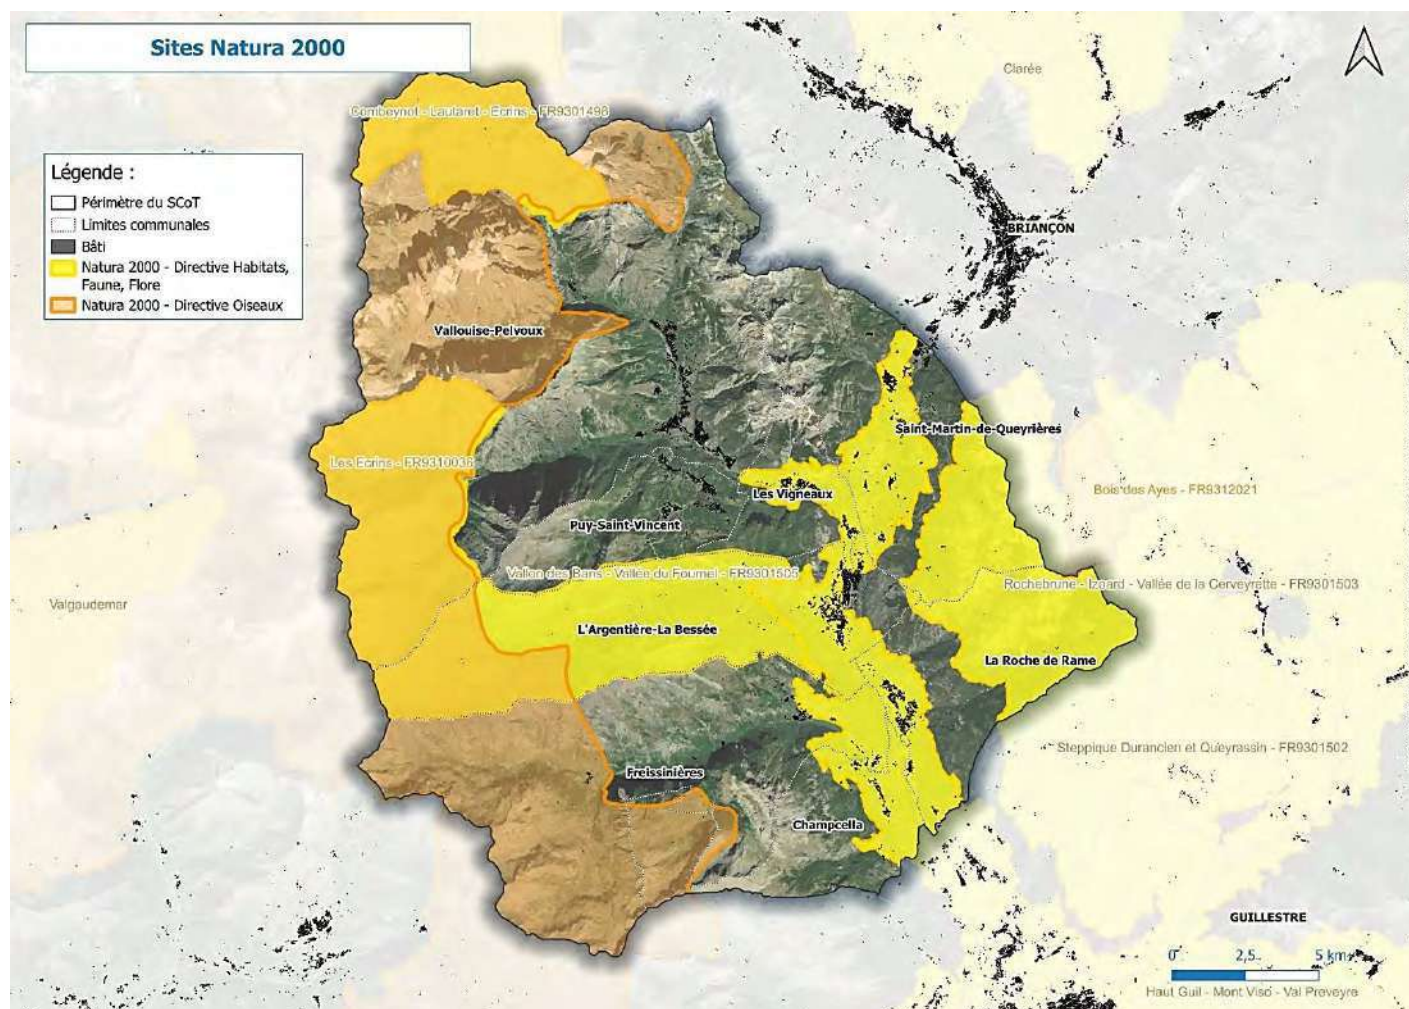 Sites Natura 2000
Clarée
Combeynot - Lautaret - Ecrins - FR9301498
Légende :
Périmètre du SCoT
Limites communales
Bâti
Natura 2000 - Directive Habitats,
Faune, Flore
Natura 2000 - Directive Oiseaux
BRIANÇON
Vallouise-Pelvoux
Saint-Martin-de-Queyrières
Les Ecrins - FR9310036
Les Vigneaux
Bois des Ayes - FR9312021
Puy-Saint-Vincent
Vallon des Bans - Vallée du Fournel - FR9301505
Rochebrune - Izoard - Vallée de la Cerveyrette - FR9301503
Valgaudemar
L'Argentière-La Bessée
La Roche de Rame
Steppique Durancien et Queyrassin - FR9301502
Freissinières
Champcella
GUILLESTRE
0 2,5 5 km
Haut Guil - Mont Viso - Val Preveyre